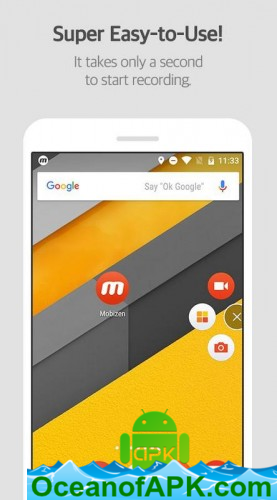 Super Easy-to-Use!
It takes only a second
to start recording.
11:33
Google
Say "Ok Google"
m
Mobizen
apk
OceanofAPK.com